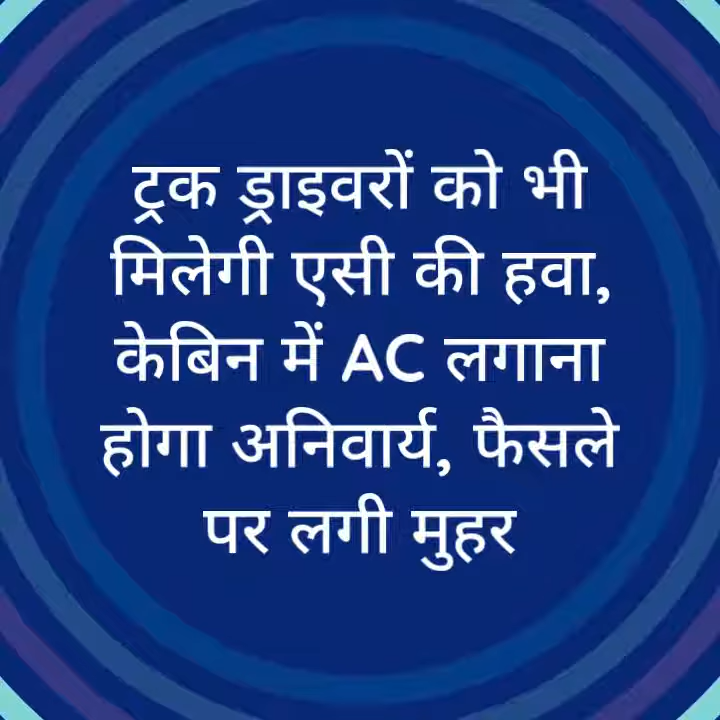 ट्रक ड्राइवरों को भी
मिलेगी एसी की हवा,
केबिन में AC लगाना
होगा अनिवार्य, फैसले
पर लगी मुहर